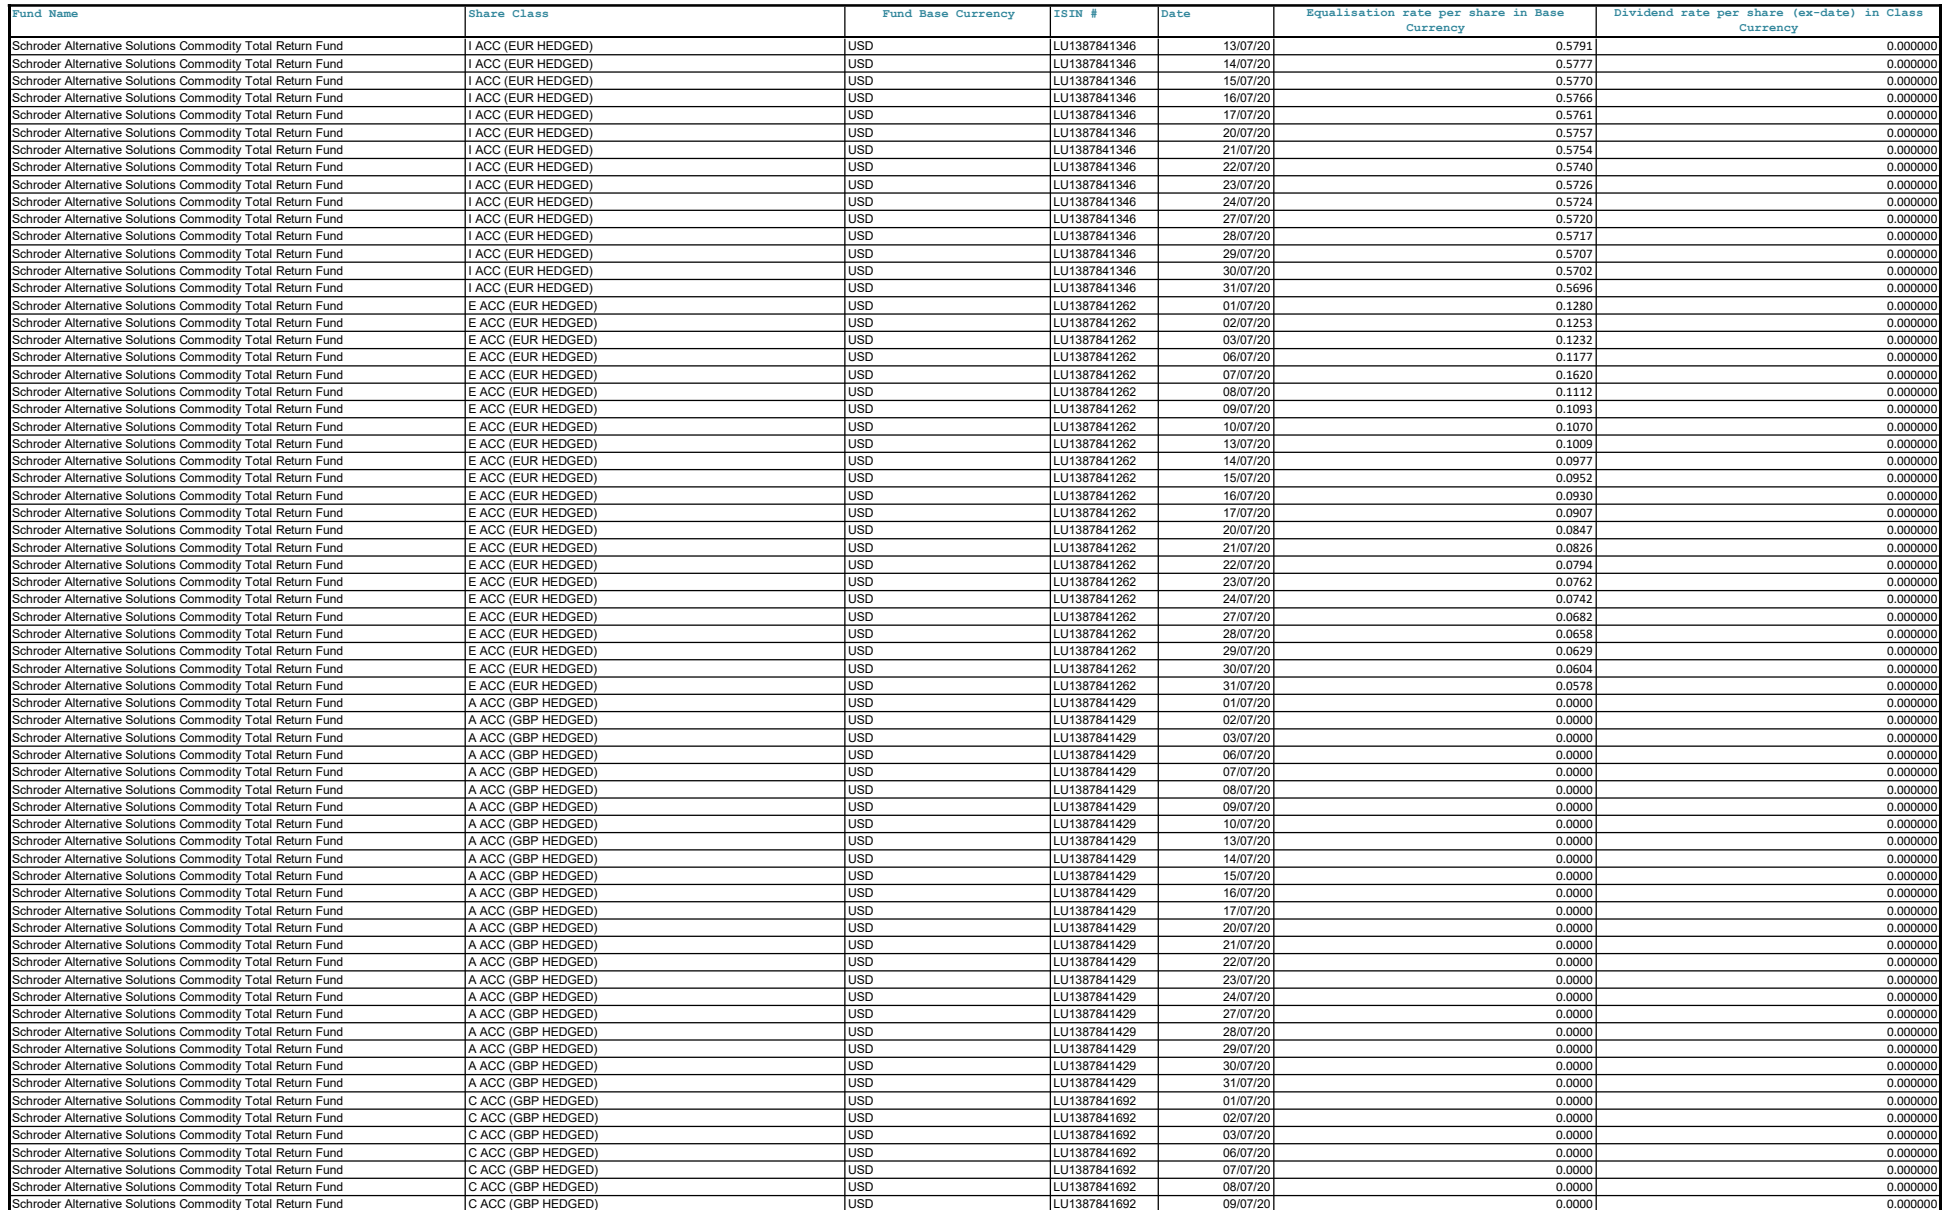 Fund Name Share Class Fund Base Currency ISIN # Date Equalisation rate per share in Base Currency Dividend rate per share (ex-date) in Class Currency
Schroder Alternative Solutions Commodity Total Return Fund I ACC (EUR HEDGED) USD LU1387841346 13/07/20 0.5791 0.000000
Schroder Alternative Solutions Commodity Total Return Fund I ACC (EUR HEDGED) USD LU1387841346 14/07/20 0.5777 0.000000
Schroder Alternative Solutions Commodity Total Return Fund I ACC (EUR HEDGED) USD LU1387841346 15/07/20 0.5770 0.000000
Schroder Alternative Solutions Commodity Total Return Fund I ACC (EUR HEDGED) USD LU1387841346 16/07/20 0.5766 0.000000
Schroder Alternative Solutions Commodity Total Return Fund I ACC (EUR HEDGED) USD LU1387841346 17/07/20 0.5761 0.000000
Schroder Alternative Solutions Commodity Total Return Fund I ACC (EUR HEDGED) USD LU1387841346 20/07/20 0.5757 0.000000
Schroder Alternative Solutions Commodity Total Return Fund I ACC (EUR HEDGED) USD LU1387841346 21/07/20 0.5754 0.000000
Schroder Alternative Solutions Commodity Total Return Fund I ACC (EUR HEDGED) USD LU1387841346 22/07/20 0.5740 0.000000
Schroder Alternative Solutions Commodity Total Return Fund I ACC (EUR HEDGED) USD LU1387841346 23/07/20 0.5726 0.000000
Schroder Alternative Solutions Commodity Total Return Fund I ACC (EUR HEDGED) USD LU1387841346 24/07/20 0.5724 0.000000
Schroder Alternative Solutions Commodity Total Return Fund I ACC (EUR HEDGED) USD LU1387841346 27/07/20 0.5720 0.000000
Schroder Alternative Solutions Commodity Total Return Fund I ACC (EUR HEDGED) USD LU1387841346 28/07/20 0.5717 0.000000
Schroder Alternative Solutions Commodity Total Return Fund I ACC (EUR HEDGED) USD LU1387841346 29/07/20 0.5707 0.000000
Schroder Alternative Solutions Commodity Total Return Fund I ACC (EUR HEDGED) USD LU1387841346 30/07/20 0.5702 0.000000
Schroder Alternative Solutions Commodity Total Return Fund I ACC (EUR HEDGED) USD LU1387841346 31/07/20 0.5696 0.000000
Schroder Alternative Solutions Commodity Total Return Fund E ACC (EUR HEDGED) USD LU1387841262 01/07/20 0.1280 0.000000
Schroder Alternative Solutions Commodity Total Return Fund E ACC (EUR HEDGED) USD LU1387841262 02/07/20 0.1253 0.000000
Schroder Alternative Solutions Commodity Total Return Fund E ACC (EUR HEDGED) USD LU1387841262 03/07/20 0.1232 0.000000
Schroder Alternative Solutions Commodity Total Return Fund E ACC (EUR HEDGED) USD LU1387841262 06/07/20 0.1177 0.000000
Schroder Alternative Solutions Commodity Total Return Fund E ACC (EUR HEDGED) USD LU1387841262 07/07/20 0.1620 0.000000
Schroder Alternative Solutions Commodity Total Return Fund E ACC (EUR HEDGED) USD LU1387841262 08/07/20 0.1112 0.000000
Schroder Alternative Solutions Commodity Total Return Fund E ACC (EUR HEDGED) USD LU1387841262 09/07/20 0.1093 0.000000
Schroder Alternative Solutions Commodity Total Return Fund E ACC (EUR HEDGED) USD LU1387841262 10/07/20 0.1070 0.000000
Schroder Alternative Solutions Commodity Total Return Fund E ACC (EUR HEDGED) USD LU1387841262 13/07/20 0.1009 0.000000
Schroder Alternative Solutions Commodity Total Return Fund E ACC (EUR HEDGED) USD LU1387841262 14/07/20 0.0977 0.000000
Schroder Alternative Solutions Commodity Total Return Fund E ACC (EUR HEDGED) USD LU1387841262 15/07/20 0.0952 0.000000
Schroder Alternative Solutions Commodity Total Return Fund E ACC (EUR HEDGED) USD LU1387841262 16/07/20 0.0930 0.000000
Schroder Alternative Solutions Commodity Total Return Fund E ACC (EUR HEDGED) USD LU1387841262 17/07/20 0.0907 0.000000
Schroder Alternative Solutions Commodity Total Return Fund E ACC (EUR HEDGED) USD LU1387841262 20/07/20 0.0847 0.000000
Schroder Alternative Solutions Commodity Total Return Fund E ACC (EUR HEDGED) USD LU1387841262 21/07/20 0.0826 0.000000
Schroder Alternative Solutions Commodity Total Return Fund E ACC (EUR HEDGED) USD LU1387841262 22/07/20 0.0794 0.000000
Schroder Alternative Solutions Commodity Total Return Fund E ACC (EUR HEDGED) USD LU1387841262 23/07/20 0.0762 0.000000
Schroder Alternative Solutions Commodity Total Return Fund E ACC (EUR HEDGED) USD LU1387841262 24/07/20 0.0742 0.000000
Schroder Alternative Solutions Commodity Total Return Fund E ACC (EUR HEDGED) USD LU1387841262 27/07/20 0.0682 0.000000
Schroder Alternative Solutions Commodity Total Return Fund E ACC (EUR HEDGED) USD LU1387841262 28/07/20 0.0658 0.000000
Schroder Alternative Solutions Commodity Total Return Fund E ACC (EUR HEDGED) USD LU1387841262 29/07/20 0.0629 0.000000
Schroder Alternative Solutions Commodity Total Return Fund E ACC (EUR HEDGED) USD LU1387841262 30/07/20 0.0604 0.000000
Schroder Alternative Solutions Commodity Total Return Fund E ACC (EUR HEDGED) USD LU1387841262 31/07/20 0.0578 0.000000
Schroder Alternative Solutions Commodity Total Return Fund A ACC (GBP HEDGED) USD LU1387841429 01/07/20 0.0000 0.000000
Schroder Alternative Solutions Commodity Total Return Fund A ACC (GBP HEDGED) USD LU1387841429 02/07/20 0.0000 0.000000
Schroder Alternative Solutions Commodity Total Return Fund A ACC (GBP HEDGED) USD LU1387841429 03/07/20 0.0000 0.000000
Schroder Alternative Solutions Commodity Total Return Fund A ACC (GBP HEDGED) USD LU1387841429 06/07/20 0.0000 0.000000
Schroder Alternative Solutions Commodity Total Return Fund A ACC (GBP HEDGED) USD LU1387841429 07/07/20 0.0000 0.000000
Schroder Alternative Solutions Commodity Total Return Fund A ACC (GBP HEDGED) USD LU1387841429 08/07/20 0.0000 0.000000
Schroder Alternative Solutions Commodity Total Return Fund A ACC (GBP HEDGED) USD LU1387841429 09/07/20 0.0000 0.000000
Schroder Alternative Solutions Commodity Total Return Fund A ACC (GBP HEDGED) USD LU1387841429 10/07/20 0.0000 0.000000
Schroder Alternative Solutions Commodity Total Return Fund A ACC (GBP HEDGED) USD LU1387841429 13/07/20 0.0000 0.000000
Schroder Alternative Solutions Commodity Total Return Fund A ACC (GBP HEDGED) USD LU1387841429 14/07/20 0.0000 0.000000
Schroder Alternative Solutions Commodity Total Return Fund A ACC (GBP HEDGED) USD LU1387841429 15/07/20 0.0000 0.000000
Schroder Alternative Solutions Commodity Total Return Fund A ACC (GBP HEDGED) USD LU1387841429 16/07/20 0.0000 0.000000
Schroder Alternative Solutions Commodity Total Return Fund A ACC (GBP HEDGED) USD LU1387841429 17/07/20 0.0000 0.000000
Schroder Alternative Solutions Commodity Total Return Fund A ACC (GBP HEDGED) USD LU1387841429 20/07/20 0.0000 0.000000
Schroder Alternative Solutions Commodity Total Return Fund A ACC (GBP HEDGED) USD LU1387841429 21/07/20 0.0000 0.000000
Schroder Alternative Solutions Commodity Total Return Fund A ACC (GBP HEDGED) USD LU1387841429 22/07/20 0.0000 0.000000
Schroder Alternative Solutions Commodity Total Return Fund A ACC (GBP HEDGED) USD LU1387841429 23/07/20 0.0000 0.000000
Schroder Alternative Solutions Commodity Total Return Fund A ACC (GBP HEDGED) USD LU1387841429 24/07/20 0.0000 0.000000
Schroder Alternative Solutions Commodity Total Return Fund A ACC (GBP HEDGED) USD LU1387841429 27/07/20 0.0000 0.000000
Schroder Alternative Solutions Commodity Total Return Fund A ACC (GBP HEDGED) USD LU1387841429 28/07/20 0.0000 0.000000
Schroder Alternative Solutions Commodity Total Return Fund A ACC (GBP HEDGED) USD LU1387841429 29/07/20 0.0000 0.000000
Schroder Alternative Solutions Commodity Total Return Fund A ACC (GBP HEDGED) USD LU1387841429 30/07/20 0.0000 0.000000
Schroder Alternative Solutions Commodity Total Return Fund A ACC (GBP HEDGED) USD LU1387841429 31/07/20 0.0000 0.000000
Schroder Alternative Solutions Commodity Total Return Fund C ACC (GBP HEDGED) USD LU1387841692 01/07/20 0.0000 0.000000
Schroder Alternative Solutions Commodity Total Return Fund C ACC (GBP HEDGED) USD LU1387841692 02/07/20 0.0000 0.000000
Schroder Alternative Solutions Commodity Total Return Fund C ACC (GBP HEDGED) USD LU1387841692 03/07/20 0.0000 0.000000
Schroder Alternative Solutions Commodity Total Return Fund C ACC (GBP HEDGED) USD LU1387841692 06/07/20 0.0000 0.000000
Schroder Alternative Solutions Commodity Total Return Fund C ACC (GBP HEDGED) USD LU1387841692 07/07/20 0.0000 0.000000
Schroder Alternative Solutions Commodity Total Return Fund C ACC (GBP HEDGED) USD LU1387841692 08/07/20 0.0000 0.000000
Schroder Alternative Solutions Commodity Total Return Fund C ACC (GBP HEDGED) USD LU1387841692 09/07/20 0.0000 0.000000